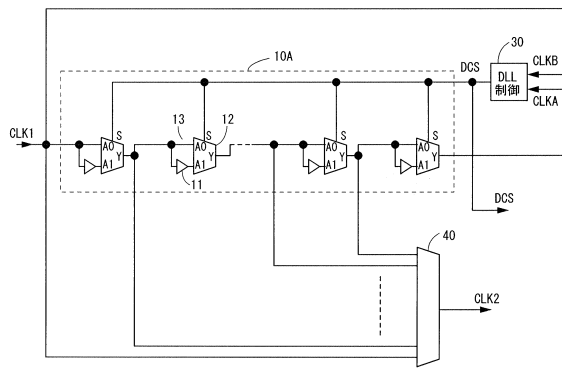 10A
30
DCS
DLL
制御
CLKB
CLKA
CLK1
S
A0
Y
A1
13
S
12
A0
Y
A1
11
S
A0
Y
A1
S
A0
Y
A1
DCS
40
CLK2